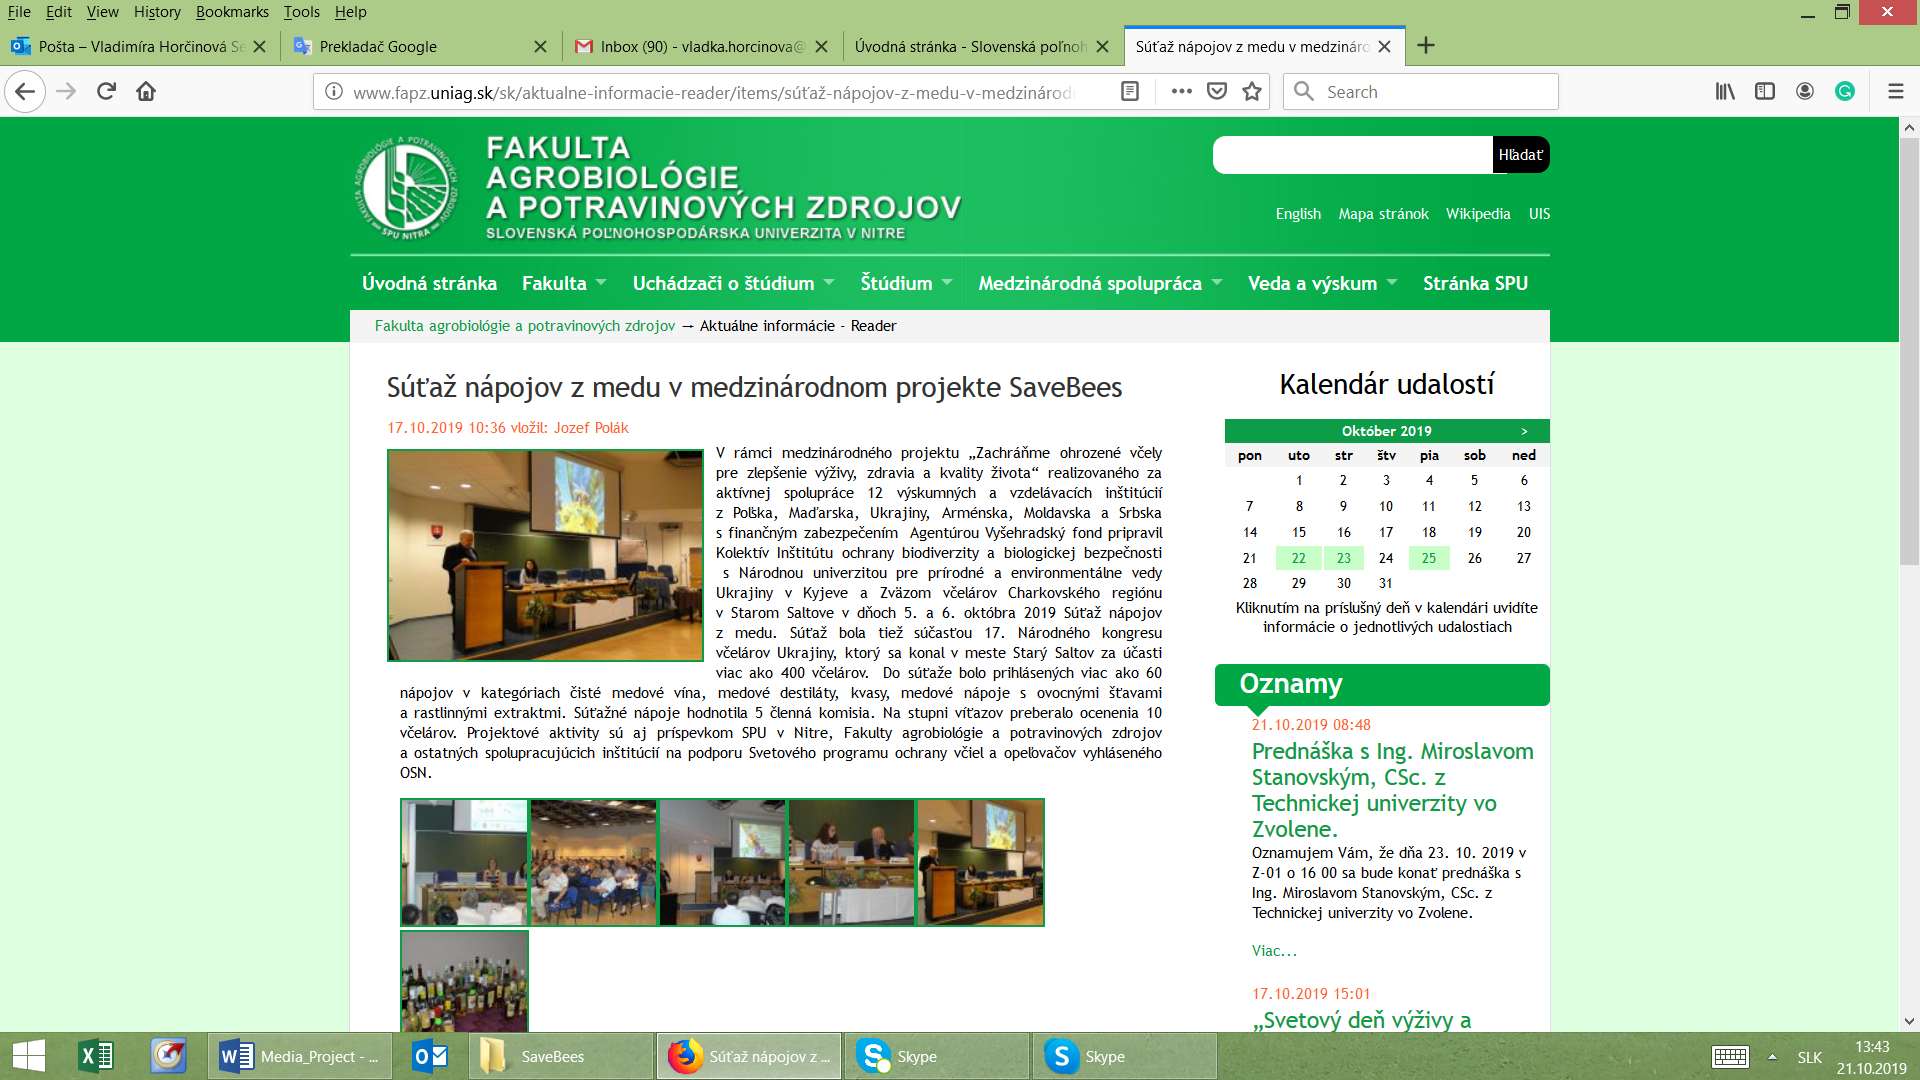 File Edit View History Bookmarks Tools Help
Pošta – Vladimíra Horčinová Se
Prekladač Google
Inbox (90) - vladka.horcinova@
Úvodná stránka - Slovenská poľnoh
Súťaž nápojov z medu v medzináro
www.fapz.uniag.sk/sk/aktualne-informacie-reader/items/súťaž-nápojov-z-medu-v-medzinárodn
Search
FAKULTA
AGROBIOLÓGIE
A POTRAVINOVÝCH ZDROJOV
SLOVENSKÁ POĽNOHOSPODÁRSKA UNIVERZITA V NITRE
FAKULTA AGROBIOLÓGIE A POTRAVINOVÝCH ZDROJOV
SPU NITRA
Hľadať
English Mapa stránok Wikipedia UIS
Úvodná stránka Fakulta Uchádzači o štúdium Štúdium Medzinárodná spolupráca Veda a výskum Stránka SPU
Fakulta agrobiológie a potravinových zdrojov → Aktuálne informácie - Reader
Súťaž nápojov z medu v medzinárodnom projekte SaveBees
17.10.2019 10:36 vložil: Jozef Polák
V rámci medzinárodného projektu „Zachráňme ohrozené včely
pre zlepšenie výživy, zdravia a kvality života“ realizovaného za
aktívnej spolupráce 12 výskumných a vzdelávacích inštitúcií
z Poľska, Maďarska, Ukrajiny, Arménska, Moldavska a Srbska
s finančným zabezpečením Agentúrou Vyšehradský fond pripravil
Kolektív Inštitútu ochrany biodiverzity a biologickej bezpečnosti
s Národnou univerzitou pre prírodné a environmentálne vedy
Ukrajiny v Kyjeve a Zväzom včelárov Charkovského regiónu
v Starom Saltove v dňoch 5. a 6. októbra 2019 Súťaž nápojov
z medu. Súťaž bola tiež súčasťou 17. Národného kongresu
včelárov Ukrajiny, ktorý sa konal v meste Starý Saltov za účasti
viac ako 400 včelárov. Do súťaže bolo prihlásených viac ako 60
nápojov v kategóriach čisté medové vína, medové destiláty, kvasy, medové nápoje s ovocnými šťavami
a rastlinnými extraktmi. Súťažné nápoje hodnotila 5 členná komisia. Na stupni víťazov preberalo ocenenia 10
včelárov. Projektové aktivity sú aj príspevkom SPU v Nitre, Fakulty agrobiológie a potravinových zdrojov
a ostatných spolupracujúcich inštitúcií na podporu Svetového programu ochrany včiel a opeľovačov vyhláseného
OSN.
Kalendár udalostí
Október 2019 >
pon uto str štv pia sob ned
1 2 3 4 5 6
7 8 9 10 11 12 13
14 15 16 17 18 19 20
21 22 23 24 25 26 27
28 29 30 31
Kliknutím na príslušný deň v kalendári uvidíte
informácie o jednotlivých udalostiach
Oznamy
21.10.2019 08:48
Prednáška s Ing. Miroslavom
Stanovským, CSc. z
Technickej univerzity vo
Zvolene.
Oznamujem Vám, že dňa 23. 10. 2019 v
Z-01 o 16 00 sa bude konať prednáška s
Ing. Miroslavom Stanovským, CSc. z
Technickej univerzity vo Zvolene.
Viac...
17.10.2019 15:01
„Svetový deň výživy a
Media_Project - ...
SaveBees
Súťaž nápojov z ...
Skype
Skype
SLK
13:43
21.10.2019